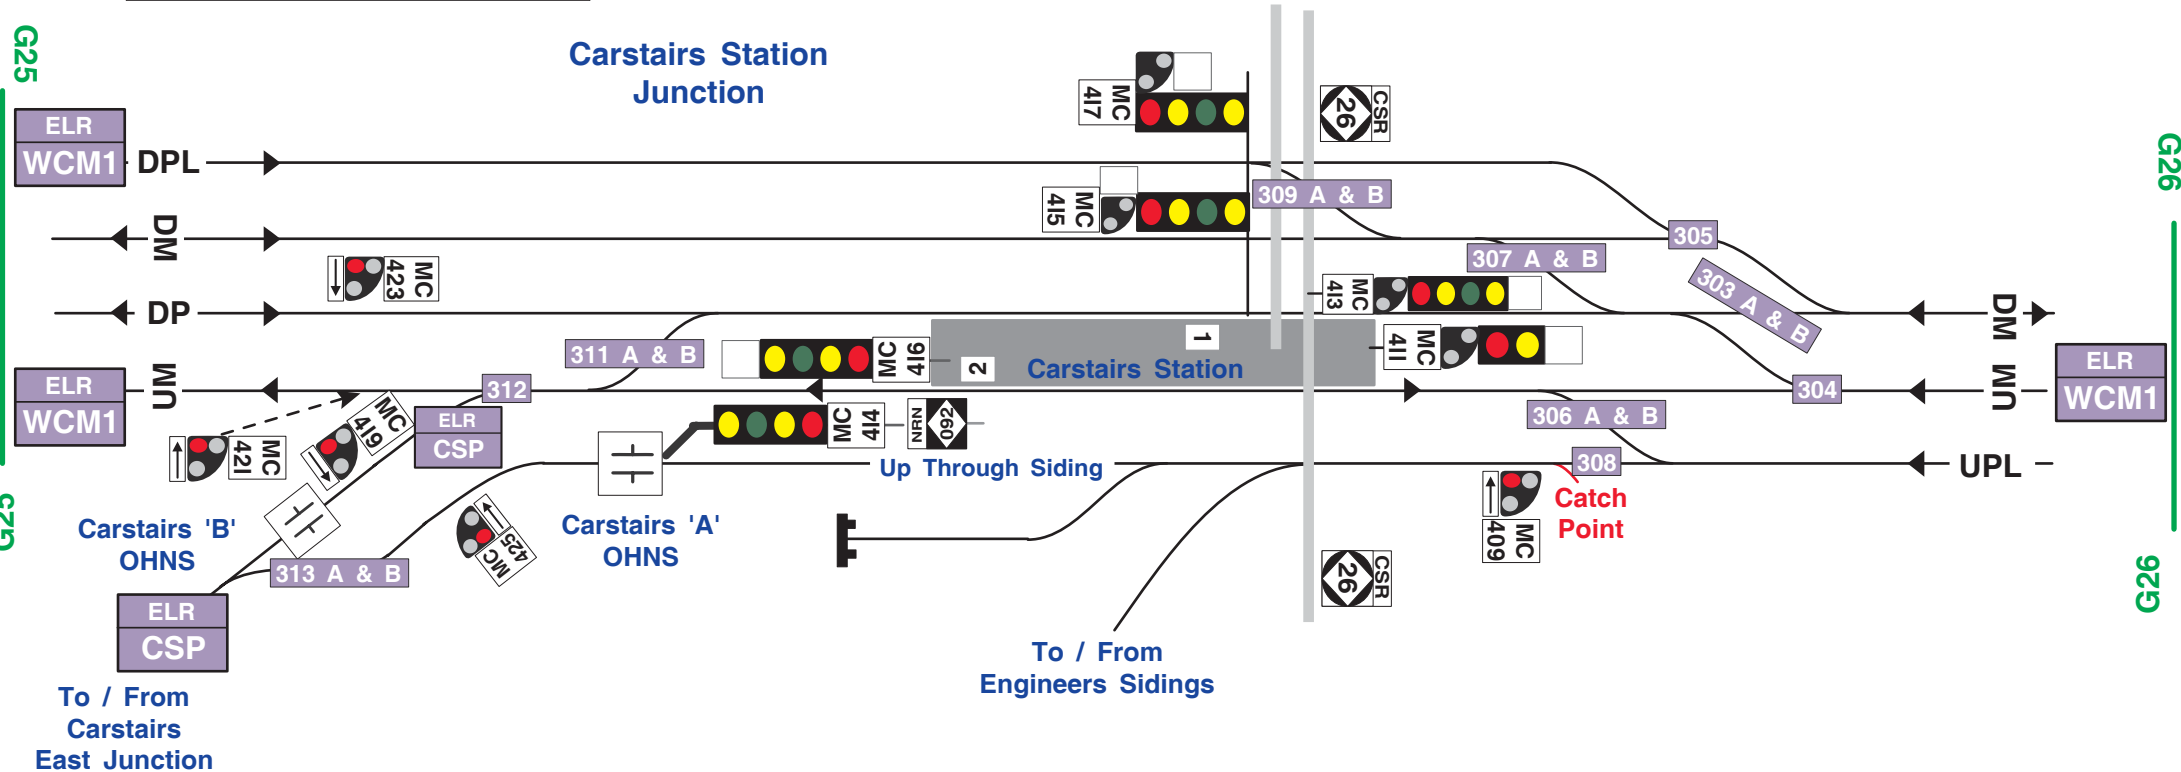 G25
G25
G26
G26
Carstairs Station
Junction
ELR
WCM1
DPL
DM
DP
ELR
WCM1
UM
MC
417
MC
415
CSR
26
309 A & B
305
307 A & B
303 A & B
MC
423
MC
413
MC
411
311 A & B
312
MC
416
2
1
Carstairs Station
DM
UM
ELR
WCM1
304
306 A & B
MC
421
MC
419
ELR
CSP
MC
414
NRN
092
Up Through Siding
308
UPL
Catch
Point
MC
409
Carstairs 'B'
OHNS
MC
425
Carstairs 'A'
OHNS
313 A & B
CSR
26
ELR
CSP
To / From
Engineers Sidings
To / From
Carstairs
East Junction